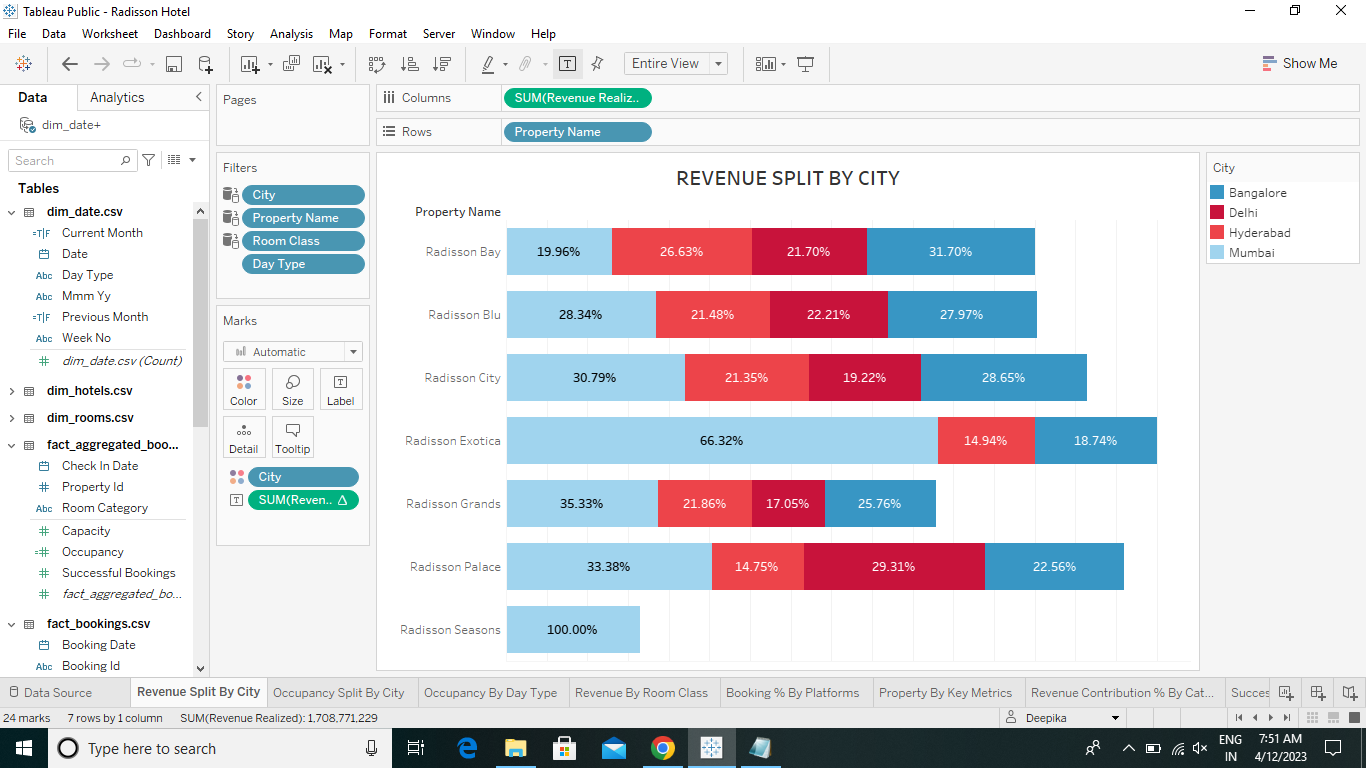 Tableau Public - Radisson Hotel
File Data Worksheet Dashboard Story Analysis Map Format Server Window Help
Entire View
Show Me
Data Analytics
dim_date+
Search
Tables
dim_date.csv
=T|F Current Month
Date
Abc Day Type
Abc Mmm Yy
=T|F Previous Month
Abc Week No
# dim_date.csv (Count)
dim_hotels.csv
dim_rooms.csv
fact_aggregated_boo...
Check In Date
# Property Id
Abc Room Category
# Capacity
=# Occupancy
# Successful Bookings
# fact_aggregated_bo...
fact_bookings.csv
Booking Date
Abc Booking Id
Pages
Filters
City
Property Name
Room Class
Day Type
Marks
Automatic
Color Size T Label
Detail Tooltip
City
T SUM(Reven.. Δ
Columns SUM(Revenue Realiz..
Rows Property Name
REVENUE SPLIT BY CITY
Property Name
Radisson Bay 19.96% 26.63% 21.70% 31.70%
Radisson Blu 28.34% 21.48% 22.21% 27.97%
Radisson City 30.79% 21.35% 19.22% 28.65%
Radisson Exotica 66.32% 14.94% 18.74%
Radisson Grands 35.33% 21.86% 17.05% 25.76%
Radisson Palace 33.38% 14.75% 29.31% 22.56%
Radisson Seasons 100.00%
City
Bangalore
Delhi
Hyderabad
Mumbai
Data Source Revenue Split By City Occupancy Split By City Occupancy By Day Type Revenue By Room Class Booking % By Platforms Property By Key Metrics Revenue Contribution % By Cat... Succes
24 marks 7 rows by 1 column SUM(Revenue Realized): 1,708,771,229 Deepika
Type here to search
ENG
IN
7:51 AM
4/12/2023